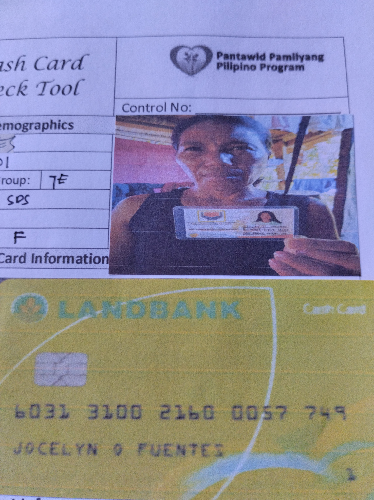 ash Card
eck Tool
Pantawid Pamilyang
Pilipino Program
Control No:
emographics
roup: 7E
SDS
F
Card Information
LANDBANK
Cash Card
6031 3100 2160 0057 749
JOCELYN O FUENTES
1